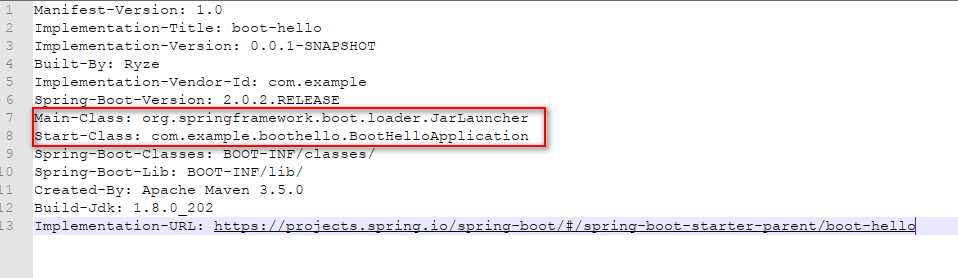 1 Manifest-Version: 1.0
2 Implementation-Title: boot-hello
3 Implementation-Version: 0.0.1-SNAPSHOT
4 Built-By: Ryze
5 Implementation-Vendor-Id: com.example
6 Spring-Boot-Version: 2.0.2.RELEASE
7 Main-Class: org.springframework.boot.loader.JarLauncher
8 Start-Class: com.example.boothello.BootHelloApplication
9 Spring-Boot-Classes: BOOT-INF/classes/
10 Spring-Boot-Lib: BOOT-INF/lib/
11 Created-By: Apache Maven 3.5.0
12 Build-Jdk: 1.8.0_202
13 Implementation-URL: https://projects.spring.io/spring-boot/#/spring-boot-starter-parent/boot-hello